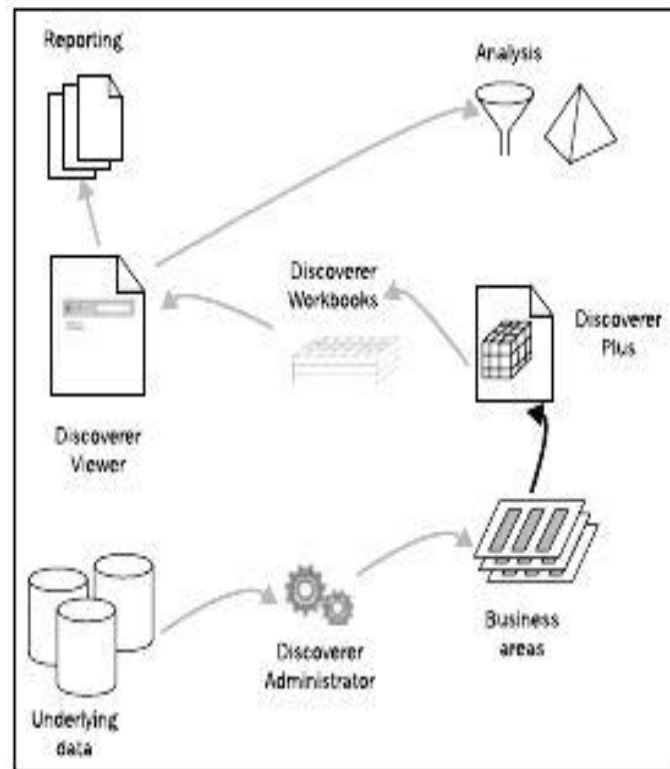 Reporting
Analysis
Discoverer
Workbooks
Discoverer
Plus
Discoverer
Viewer
Business
areas
Discoverer
Administrator
Underlying
data